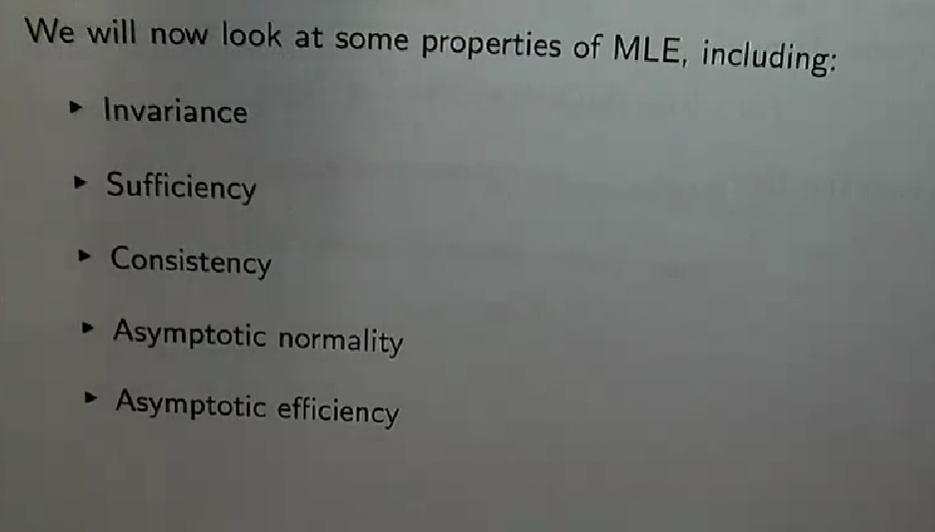 We will now look at some properties of MLE, including:
▶ Invariance
▶ Sufficiency
▶ Consistency
▶ Asymptotic normality
▶ Asymptotic efficiency